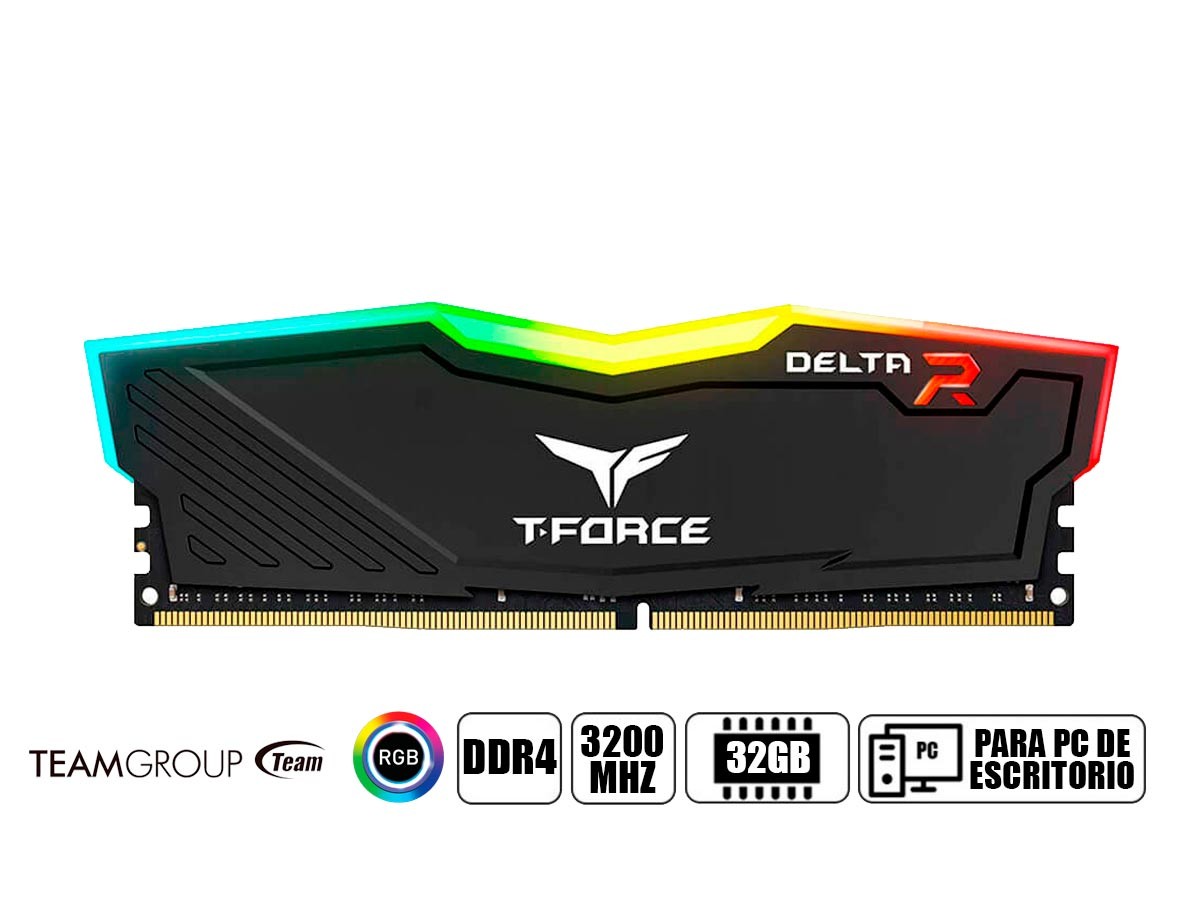 DELTA R
T-FORCE
TEAMGROUP Team
RGB
DDR4
3200
MHZ
32GB
PC
PARA PC DE
ESCRITORIO